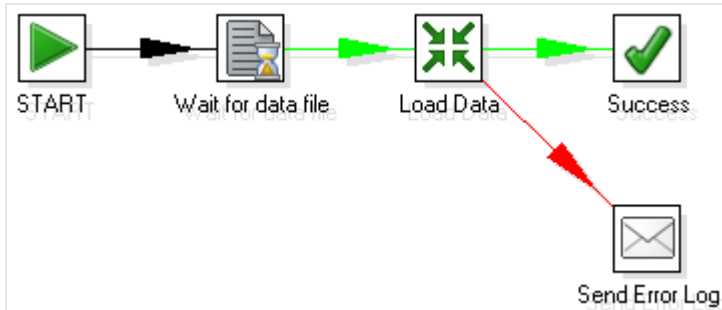 START
Wait for data file
Load Data
Success
Send Error Log